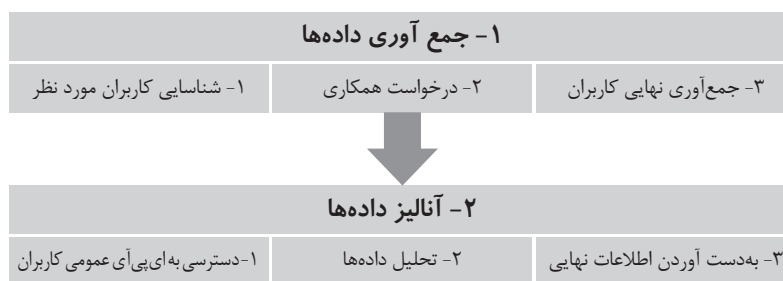 ۱- جمع آوری داده‌ها
۳- جمع‌آوری نهایی کاربران
۲- درخواست همکاری
۱- شناسایی کاربران مورد نظر
۲- آنالیز داده‌ها
۳- به‌دست آوردن اطلاعات نهایی
۲- تحلیل داده‌ها
۱-دسترسی به ای‌پی‌آی عمومی کاربران